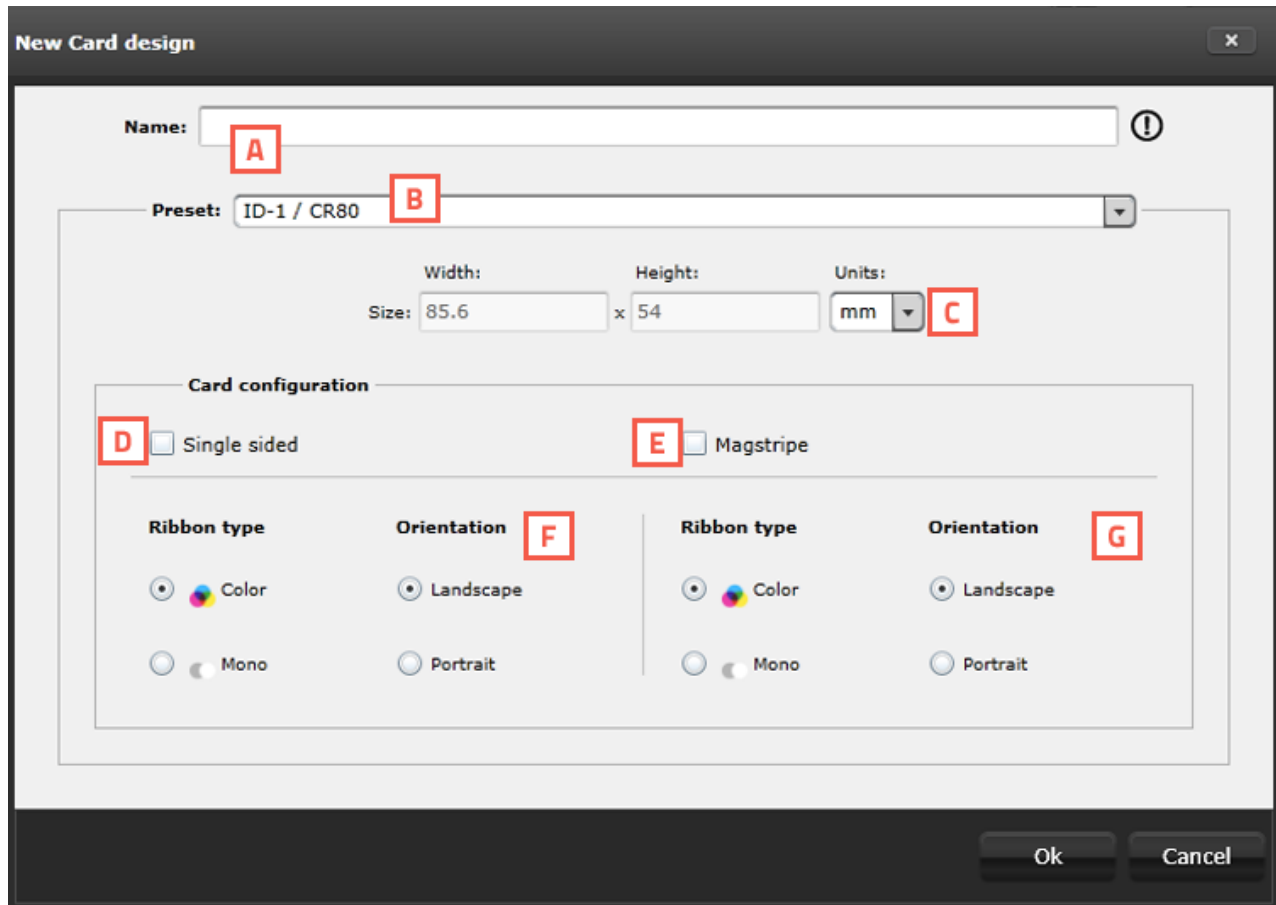 New Card design
x
Name:
A
B
Preset: ID-1 / CR80
Width: Height: Units:
Size: 85.6 x 54 mm C
Card configuration
D Single sided E Magstripe
Ribbon type Orientation F Ribbon type Orientation G
Color Landscape Color Landscape
Mono Portrait Mono Portrait
Ok Cancel